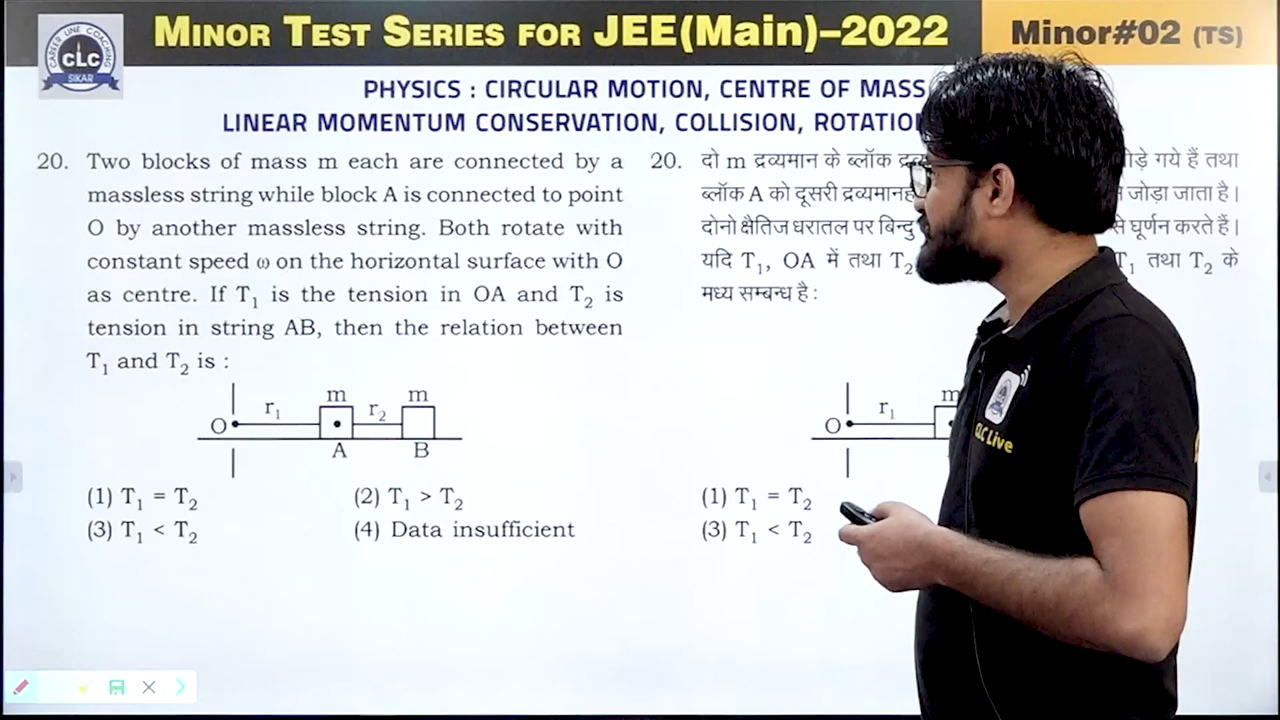 MINOR TEST SERIES FOR JEE(MAIN)–2022
Minor#02 (TS)
CAREER LINE COACHING
CLC
SIKAR
PHYSICS : CIRCULAR MOTION, CENTRE OF MASS
LINEAR MOMENTUM CONSERVATION, COLLISION, ROTATIO
20. Two blocks of mass m each are connected by a
massless string while block A is connected to point
O by another massless string. Both rotate with
constant speed ω on the horizontal surface with O
as centre. If T₁ is the tension in OA and T₂ is
tension in string AB, then the relation between
T₁ and T₂ is :
m m
O r₁ r₂
A B
(1) T₁ = T₂ (2) T₁ > T₂
(3) T₁ < T₂ (4) Data insufficient
20. दो m द्रव्यमान के ब्लॉक ड़े गये हैं तथा
ब्लॉक A को दूसरी जोड़ा जाता है।
दोनो क्षैतिज धरातल पर बिन्दु से घूर्णन करते हैं।
यदि T₁, OA में तथा T₂ T₁ तथा T₂ के
मध्य सम्बन्ध है :
m
O r₁
(1) T₁ = T₂
(3) T₁ < T₂
CLC Live